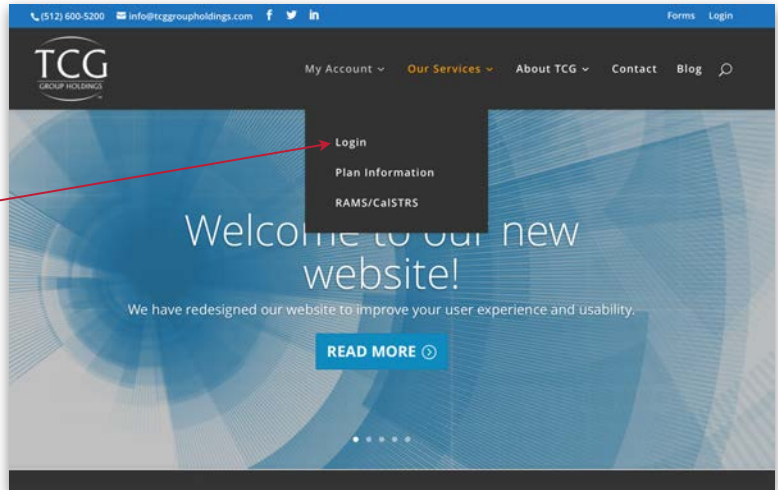 (512) 600-5200 info@tcggroupholdings.com Forms Login
TCG
GROUP HOLDINGS
My Account Our Services About TCG Contact Blog
Login
Plan Information
RAMS/CalSTRS
Welcome to our new
website!
We have redesigned our website to improve your user experience and usability.
READ MORE